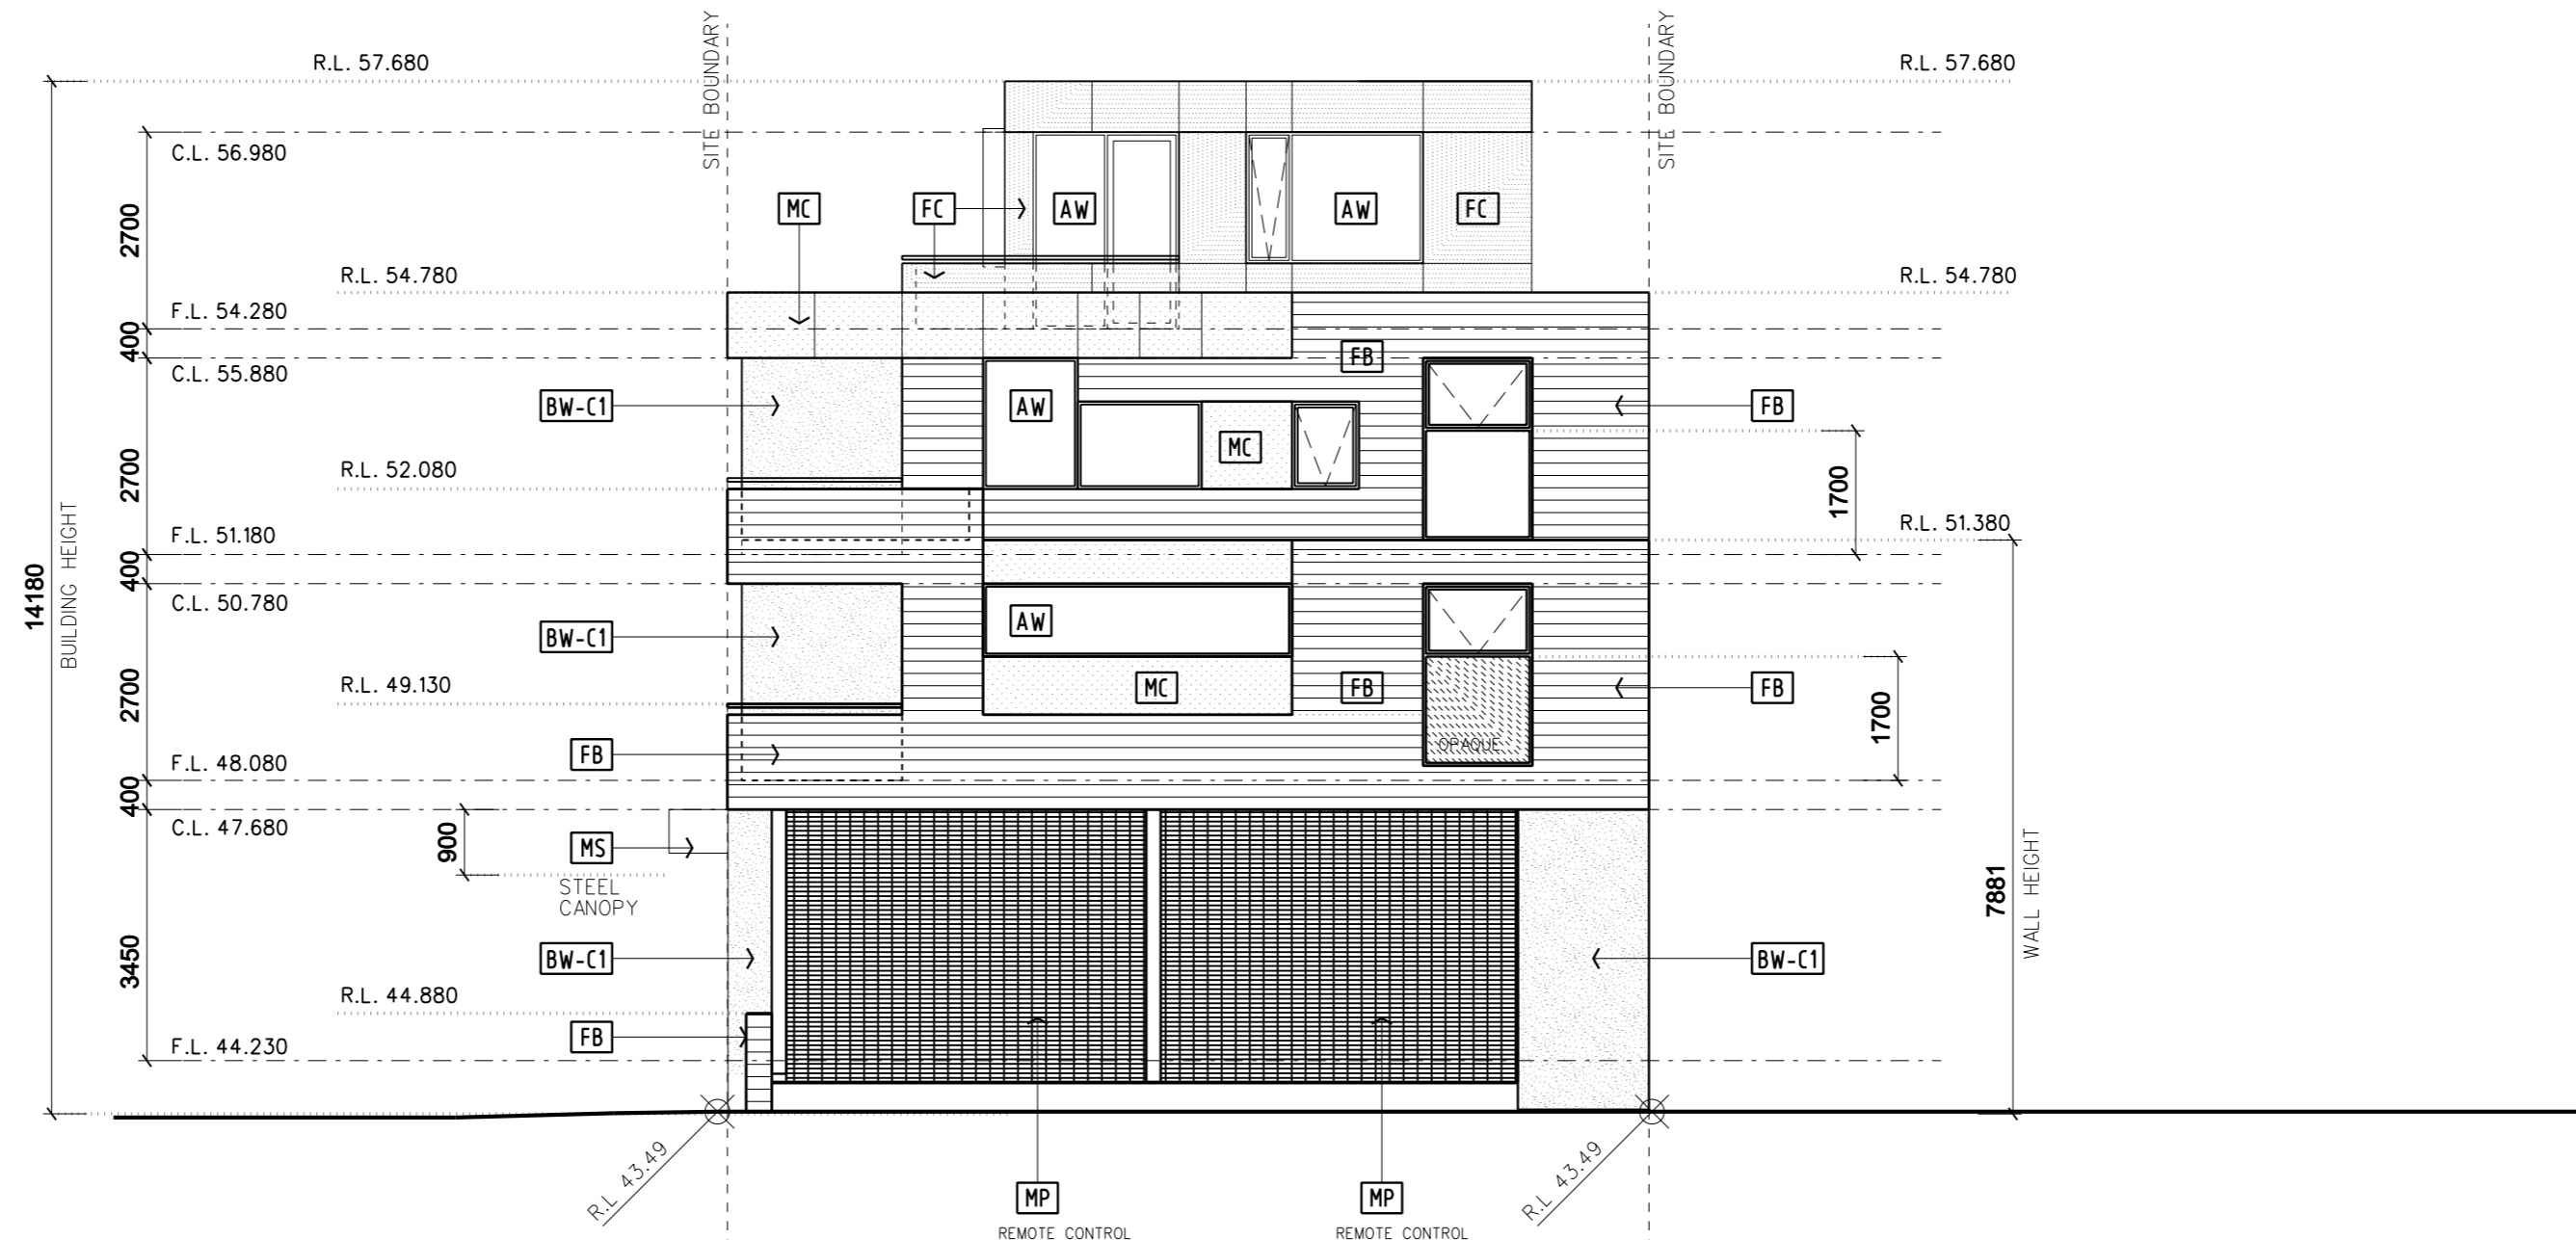 SITE BOUNDARY
SITE BOUNDARY
R.L. 57.680
R.L. 57.680
C.L. 56.980
MC
FC
AW
AW
FC
2700
R.L. 54.780
R.L. 54.780
F.L. 54.280
400
FB
C.L. 55.880
BW-C1
AW
FB
MC
R.L. 52.080
2700
1700
R.L. 51.380
F.L. 51.180
400
14180
BUILDING HEIGHT
C.L. 50.780
AW
BW-C1
R.L. 49.130
MC
FB
FB
2700
1700
OPAQUE
FB
F.L. 48.080
400
C.L. 47.680
900
MS
STEEL
CANOPY
7881
WALL HEIGHT
3450
BW-C1
BW-C1
R.L. 44.880
FB
F.L. 44.230
R.L 43.49
R.L 43.49
MP
MP
REMOTE CONTROL
REMOTE CONTROL